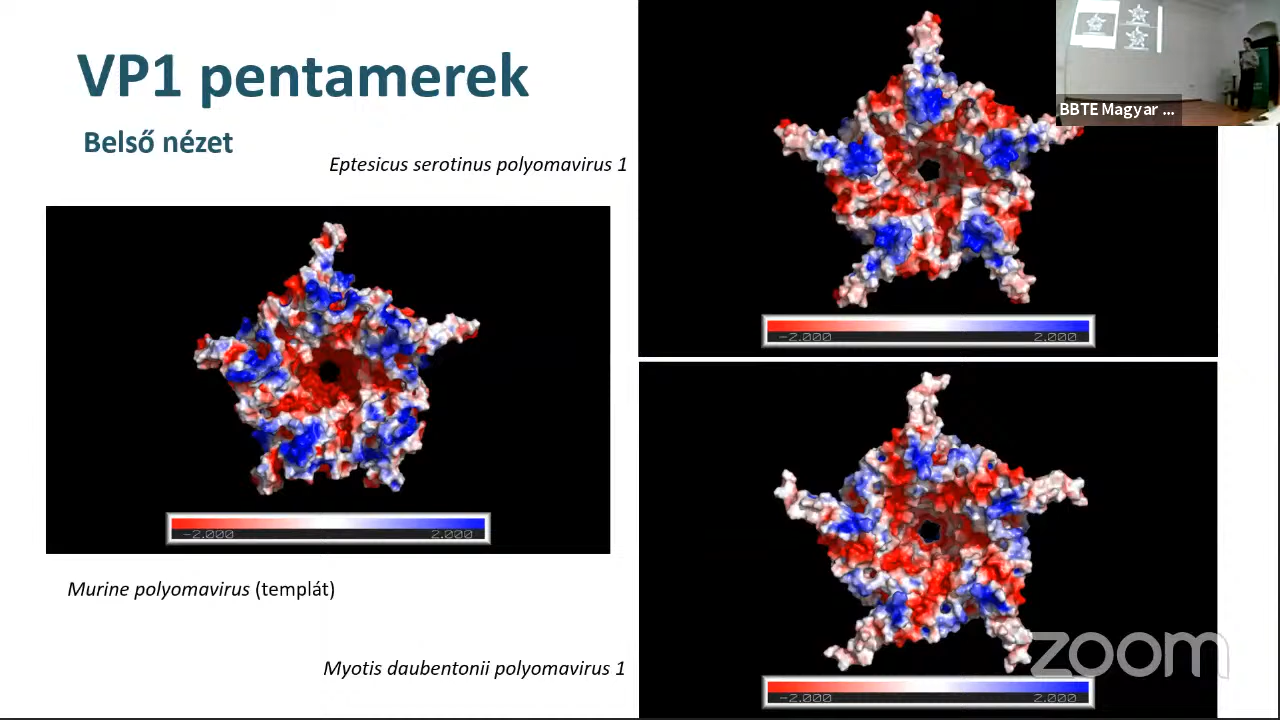 VP1 pentamerek
Belső nézet
Eptesicus serotinus polyomavirus 1
BBTE Magyar ...
-2.000 2.000
-2.000 2.000
Murine polyomavirus (templát)
Myotis daubentonii polyomavirus 1
-2.000 2.000
zoom